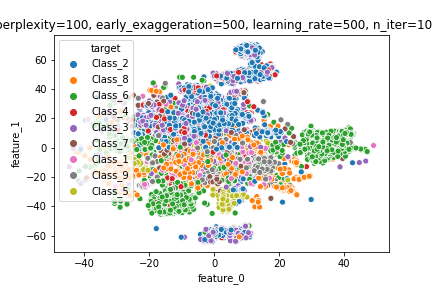 perplexity=100, early_exaggeration=500, learning_rate=500, n_iter=10
target
Class_2
Class_8
Class_6
Class_4
Class_3
Class_7
Class_1
Class_9
Class_5
feature_1
60
40
20
0
−20
−40
−60
−40 −20 0 20 40
feature_0